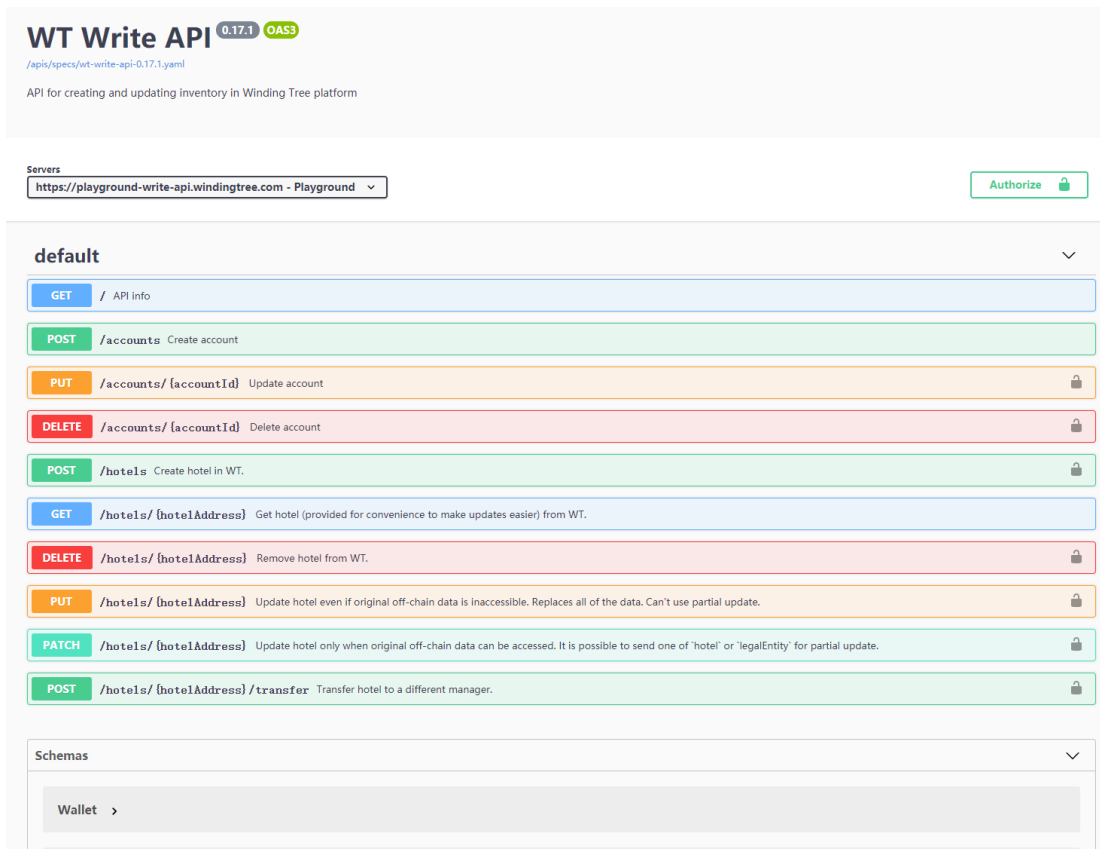 WT Write API 0.17.1 OAS3
/apis/specs/wt-write-api-0.17.1.yaml
API for creating and updating inventory in Winding Tree platform
Servers
https://playground-write-api.windingtree.com - Playground
Authorize
default
GET / API info
POST /accounts Create account
PUT /accounts/{accountId} Update account
DELETE /accounts/{accountId} Delete account
POST /hotels Create hotel in WT.
GET /hotels/{hotelAddress} Get hotel (provided for convenience to make updates easier) from WT.
DELETE /hotels/{hotelAddress} Remove hotel from WT.
PUT /hotels/{hotelAddress} Update hotel even if original off-chain data is inaccessible. Replaces all of the data. Can't use partial update.
PATCH /hotels/{hotelAddress} Update hotel only when original off-chain data can be accessed. It is possible to send one of `hotel` or `legalEntity` for partial update.
POST /hotels/{hotelAddress}/transfer Transfer hotel to a different manager.
Schemas
Wallet